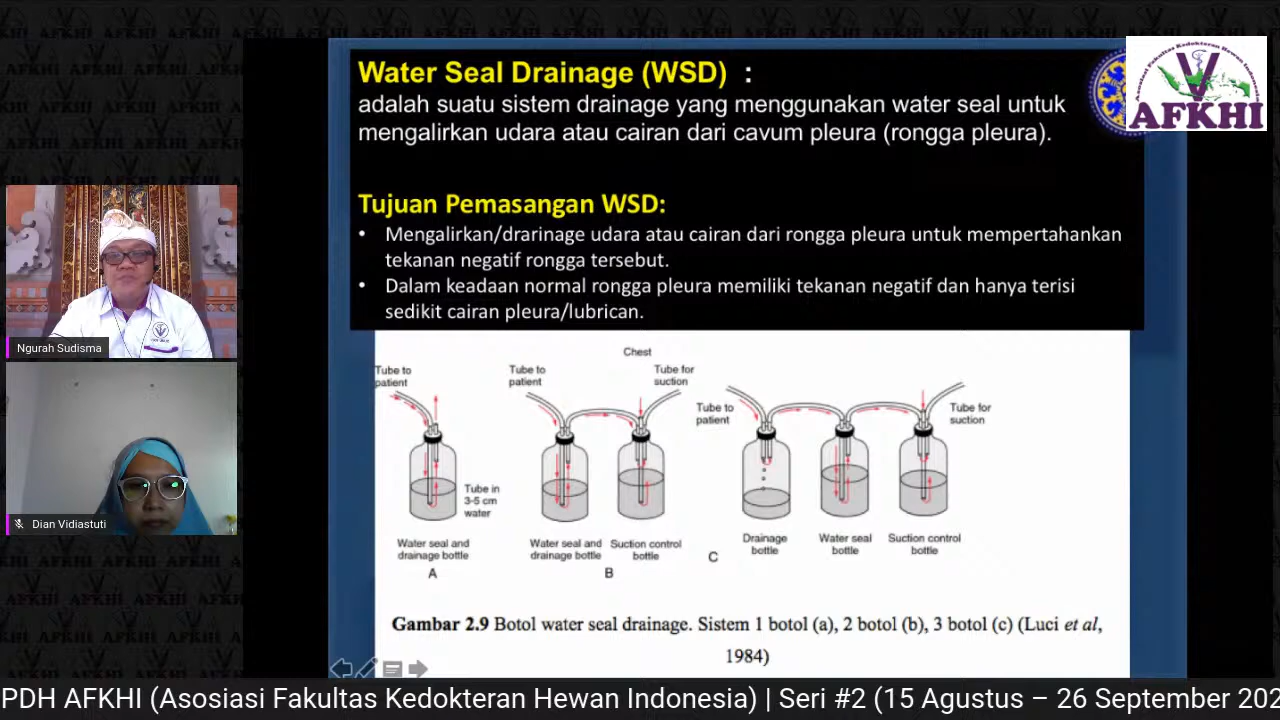 Water Seal Drainage (WSD) :
adalah suatu sistem drainage yang menggunakan water seal untuk
mengalirkan udara atau cairan dari cavum pleura (rongga pleura).
Tujuan Pemasangan WSD:
• Mengalirkan/drarinage udara atau cairan dari rongga pleura untuk mempertahankan
tekanan negatif rongga tersebut.
• Dalam keadaan normal rongga pleura memiliki tekanan negatif dan hanya terisi
sedikit cairan pleura/lubrican.
Asosiasi Fakultas Kedokteran Hewan Indonesia
AFKHI
Ngurah Sudisma
Dian Vidiastuti
Tube to
patient
Tube in
3-5 cm
water
Water seal and
drainage bottle
A
Tube to
patient
Chest
Tube for
suction
Water seal and
drainage bottle
Suction control
bottle
B
Tube to
patient
Tube for
suction
Drainage
bottle
Water seal
bottle
Suction control
bottle
C
Gambar 2.9 Botol water seal drainage. Sistem 1 botol (a), 2 botol (b), 3 botol (c) (Luci et al,
1984)
PDH AFKHI (Asosiasi Fakultas Kedokteran Hewan Indonesia) | Seri #2 (15 Agustus – 26 September 202